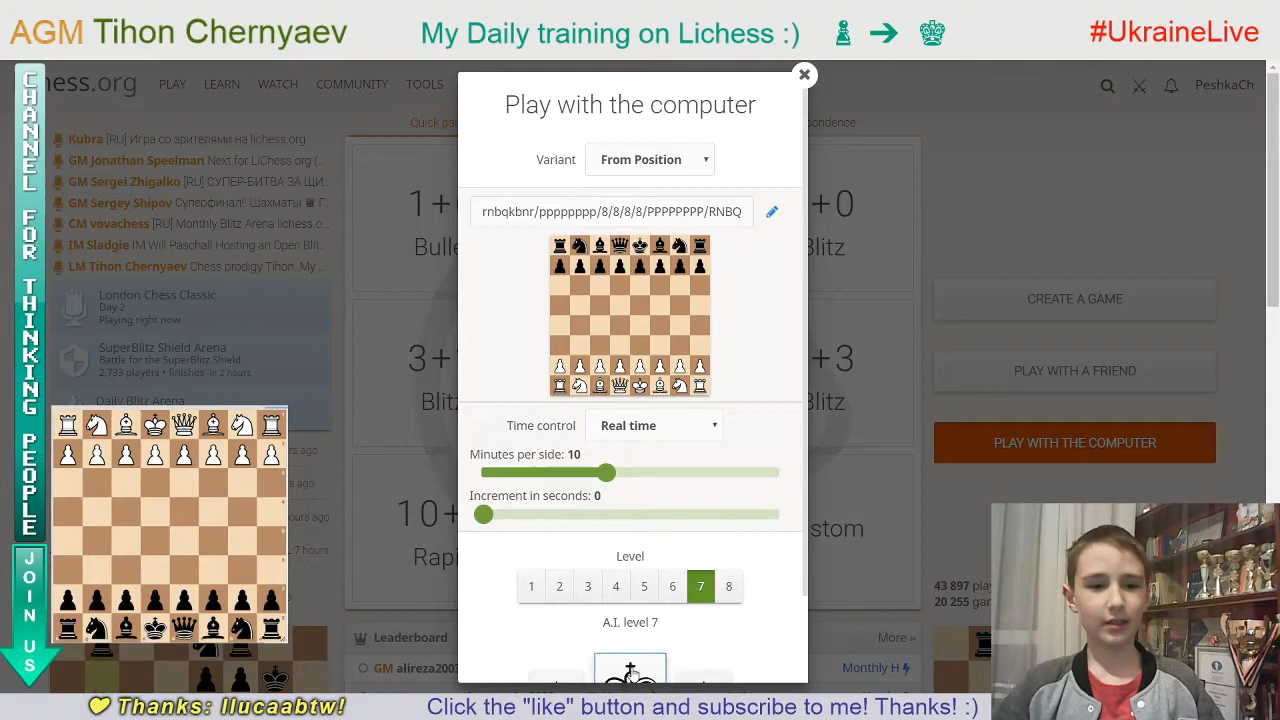 AGM Tihon Chernyaev
My Daily training on Lichess :)
#UkraineLive
CHANNEL FOR THINKING PEOPLE
JOIN US
hess.org
PLAY
LEARN
WATCH
COMMUNITY
TOOLS
PeshkaCh
Kubra [RU] Игра со зрителями на lichess.org
GM Jonathan Speelman Next for LiChess.org (...
GM Sergei Zhigalko [RU] СУПЕР-БИТВА ЗА ЩИ...
GM Sergey Shipov Суперфинал!! Шахматы
CM vovachess [RU] Monthly Blitz Arena lichess.o...
IM Sladgie IM Will Paschall Hosting an Open Blit...
LM Tihon Chernyaev Chess prodigy Tihon. My ...
London Chess Classic
Day 2
Playing right now
SuperBlitz Shield Arena
Battle for the SuperBlitz Shield
2,733 players • finishes in 2 hours
Daily Blitz Arena
Quick pai
pondence
Play with the computer
Variant
From Position
rnbqkbnr/pppppppp/8/8/8/8/PPPPPPPP/RNBQ
Time control
Real time
Minutes per side: 10
Increment in seconds: 0
Level
1 2 3 4 5 6 7 8
A.I. level 7
Bulle
Blitz
3+
+3
Blitz
10+
Rapi
stom
CREATE A GAME
PLAY WITH A FRIEND
PLAY WITH THE COMPUTER
43 897 play
20 255 gam
Leaderboard
More »
GM alireza2003
Monthly H
Thanks: llucaabtw!
Click the "like" button and subscribe to me! Thanks! :)